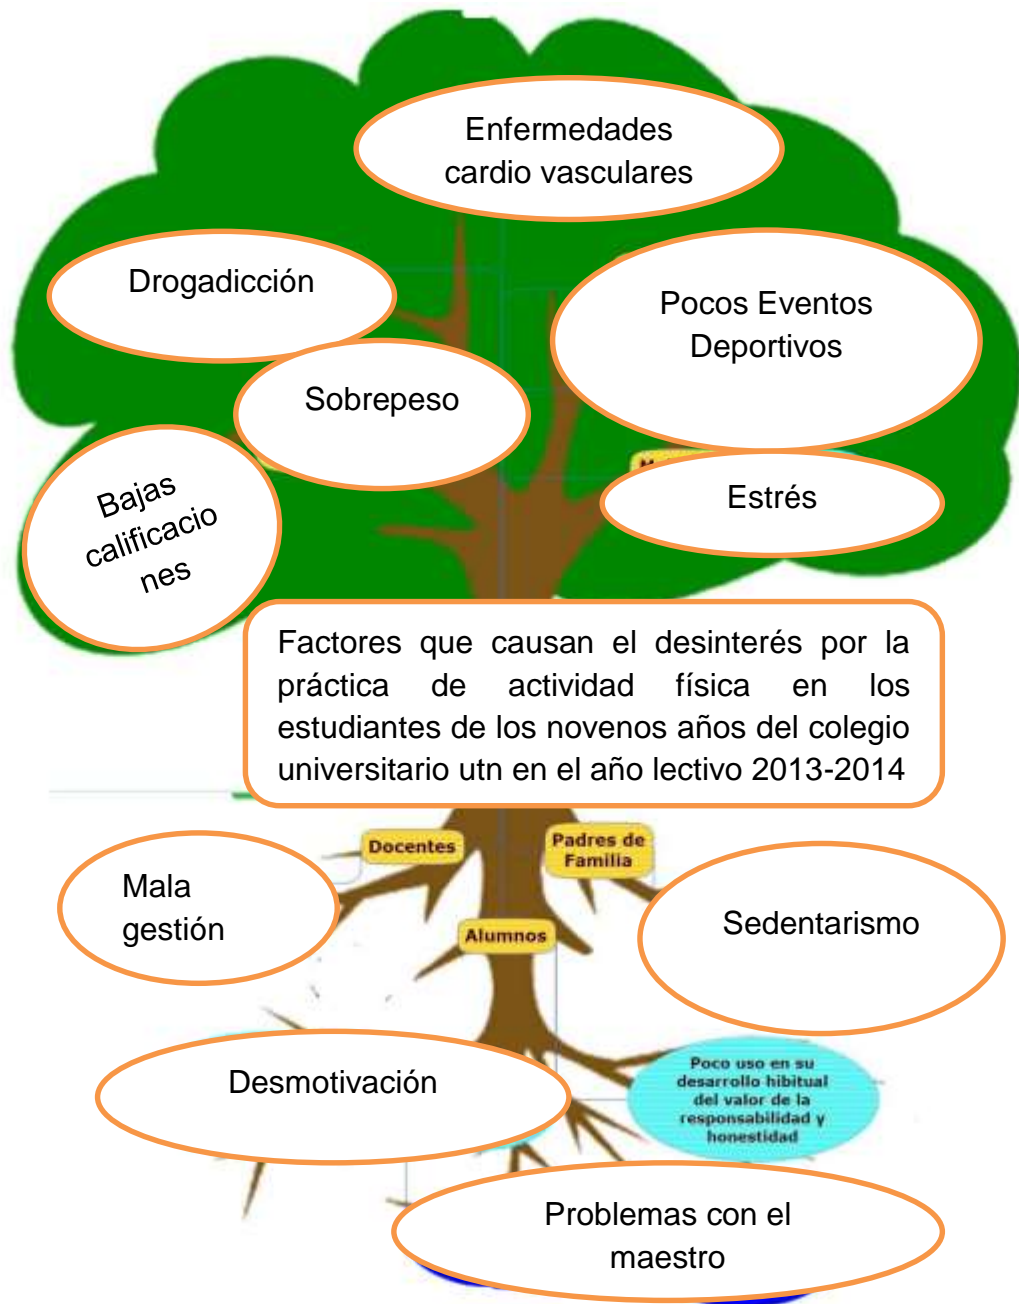 Enfermedades
cardio vasculares
Drogadicción
Pocos Eventos
Deportivos
Sobrepeso
Bajas
calificacio
nes
Estrés
Factores que causan el desinterés por la
práctica de actividad física en los
estudiantes de los novenos años del colegio
universitario utn en el año lectivo 2013-2014
Docentes
Padres de
Familia
Mala
gestión
Sedentarismo
Alumnos
Desmotivación
Poco uso en su
desarrollo hibitual
del valor de la
responsabilidad y
honestidad
Problemas con el
maestro